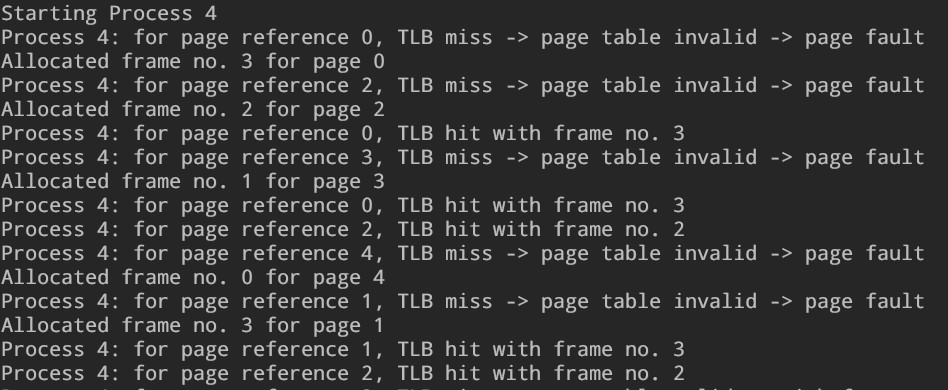 Starting Process 4
Process 4: for page reference 0, TLB miss -> page table invalid -> page fault
Allocated frame no. 3 for page 0
Process 4: for page reference 2, TLB miss -> page table invalid -> page fault
Allocated frame no. 2 for page 2
Process 4: for page reference 0, TLB hit with frame no. 3
Process 4: for page reference 3, TLB miss -> page table invalid -> page fault
Allocated frame no. 1 for page 3
Process 4: for page reference 0, TLB hit with frame no. 3
Process 4: for page reference 2, TLB hit with frame no. 2
Process 4: for page reference 4, TLB miss -> page table invalid -> page fault
Allocated frame no. 0 for page 4
Process 4: for page reference 1, TLB miss -> page table invalid -> page fault
Allocated frame no. 3 for page 1
Process 4: for page reference 1, TLB hit with frame no. 3
Process 4: for page reference 2, TLB hit with frame no. 2